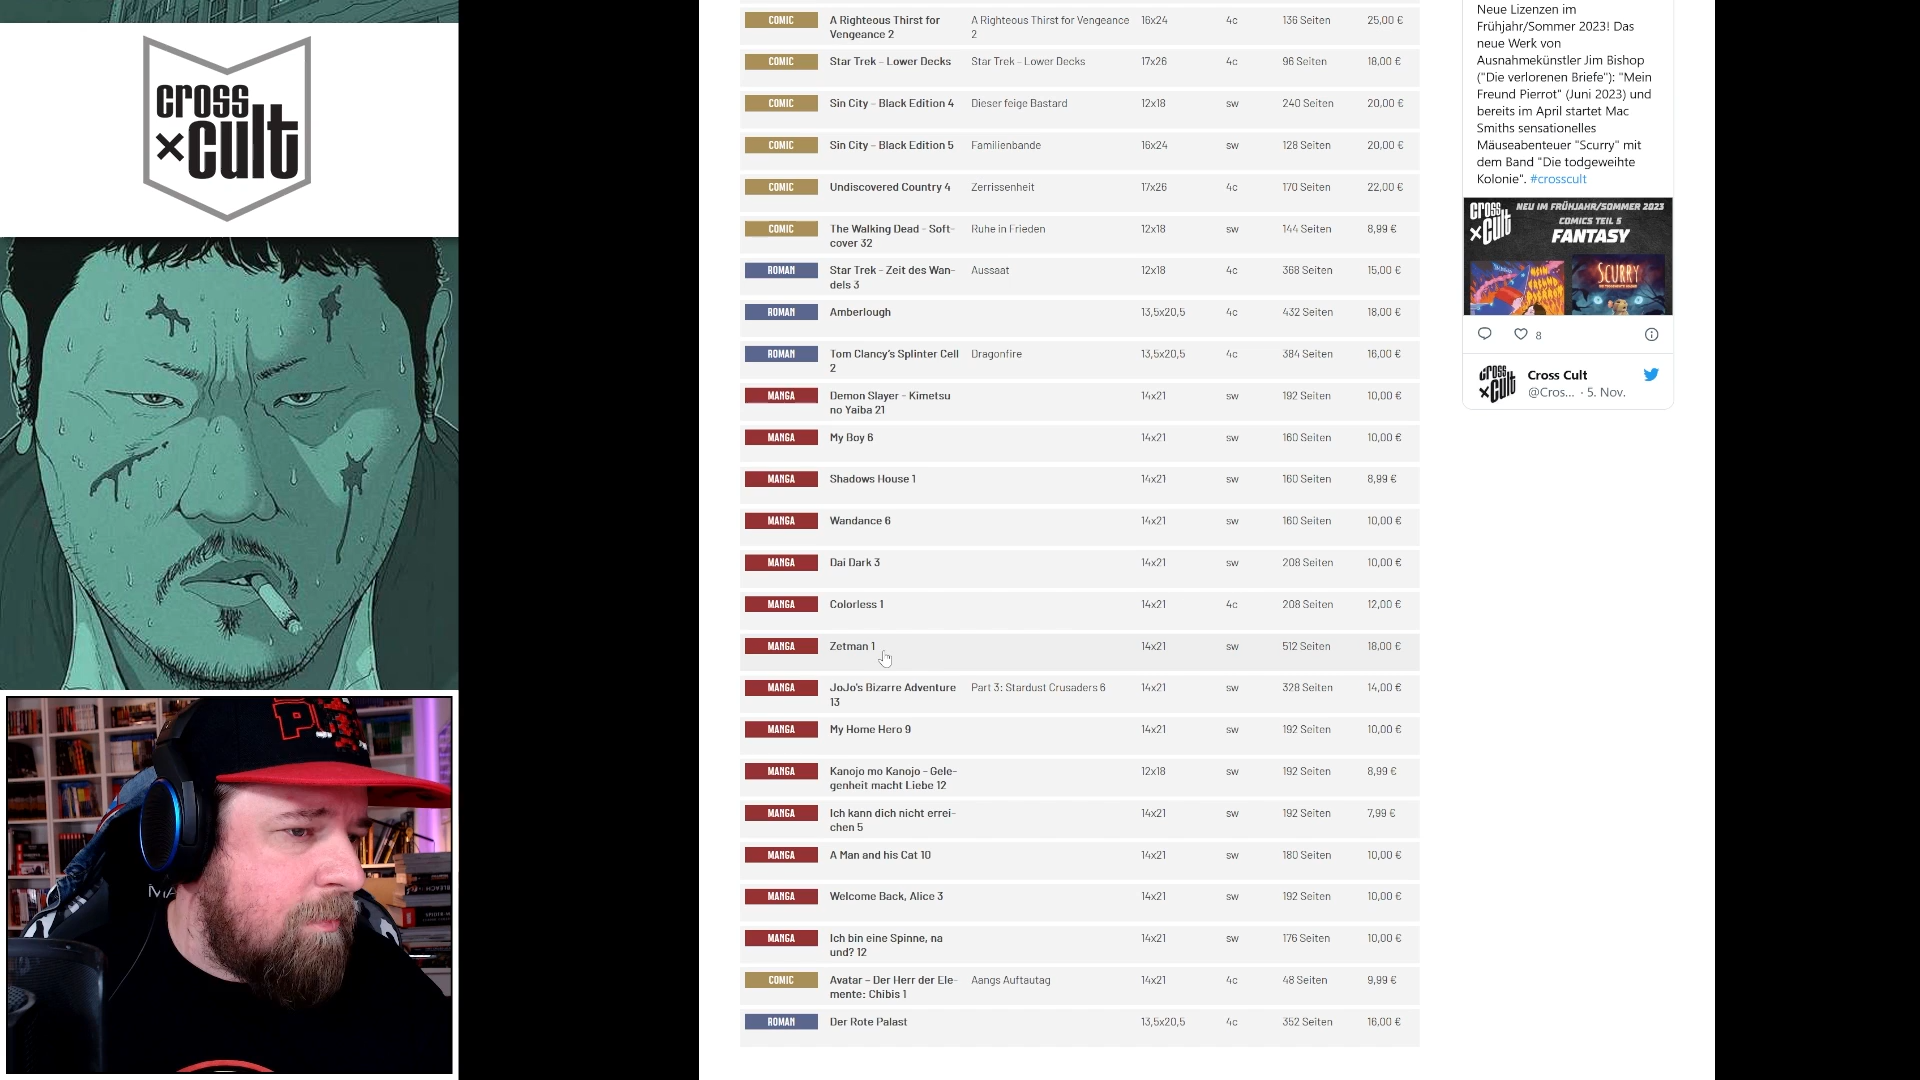 cross
×cult
COMIC A Righteous Thirst for A Righteous Thirst for Vengeance 16x24 4c 136 Seiten 25,00 €
Vengeance 2 2
COMIC Star Trek – Lower Decks Star Trek – Lower Decks 17x26 4c 96 Seiten 18,00 €
COMIC Sin City – Black Edition 4 Dieser feige Bastard 12x18 sw 240 Seiten 20,00 €
COMIC Sin City – Black Edition 5 Familienbande 16x24 sw 128 Seiten 20,00 €
COMIC Undiscovered Country 4 Zerrissenheit 17x26 4c 170 Seiten 22,00 €
COMIC The Walking Dead - Soft- Ruhe in Frieden 12x18 sw 144 Seiten 8,99 €
cover 32
ROMAN Star Trek - Zeit des Wan- Aussaat 12x18 4c 368 Seiten 15,00 €
dels 3
ROMAN Amberlough 13,5x20,5 4c 432 Seiten 18,00 €
ROMAN Tom Clancy's Splinter Cell Dragonfire 13,5x20,5 4c 384 Seiten 16,00 €
2
MANGA Demon Slayer - Kimetsu 14x21 sw 192 Seiten 10,00 €
no Yaiba 21
MANGA My Boy 6 14x21 sw 160 Seiten 10,00 €
MANGA Shadows House 1 14x21 sw 160 Seiten 8,99 €
MANGA Wandance 6 14x21 sw 160 Seiten 10,00 €
MANGA Dai Dark 3 14x21 sw 208 Seiten 10,00 €
MANGA Colorless 1 14x21 4c 208 Seiten 12,00 €
MANGA Zetman 1 14x21 sw 512 Seiten 18,00 €
MANGA JoJo's Bizarre Adventure Part 3: Stardust Crusaders 6 14x21 sw 328 Seiten 14,00 €
13
MANGA My Home Hero 9 14x21 sw 192 Seiten 10,00 €
MANGA Kanojo mo Kanojo - Gele- 12x18 sw 192 Seiten 8,99 €
genheit macht Liebe 12
MANGA Ich kann dich nicht errei- 14x21 sw 192 Seiten 7,99 €
chen 5
MANGA A Man and his Cat 10 14x21 sw 180 Seiten 10,00 €
MANGA Welcome Back, Alice 3 14x21 sw 192 Seiten 10,00 €
MANGA Ich bin eine Spinne, na 14x21 sw 176 Seiten 10,00 €
und? 12
COMIC Avatar – Der Herr der Ele- Aangs Auftautag 14x21 4c 48 Seiten 9,99 €
mente: Chibis 1
ROMAN Der Rote Palast 13,5x20,5 4c 352 Seiten 16,00 €
Neue Lizenzen im
Frühjahr/Sommer 2023! Das
neue Werk von
Ausnahmekünstler Jim Bishop
("Die verlorenen Briefe"): "Mein
Freund Pierrot" (Juni 2023) und
bereits im April startet Mac
Smiths sensationelles
Mäuseabenteuer "Scurry" mit
dem Band "Die todgeweihte
Kolonie". #crosscult
cross
×cult
NEU IM FRÜHJAHR/SOMMER 2023
COMICS TEIL 5
FANTASY
SCURRY
8
cross
×cult
Cross Cult
@Cros... · 5. Nov.